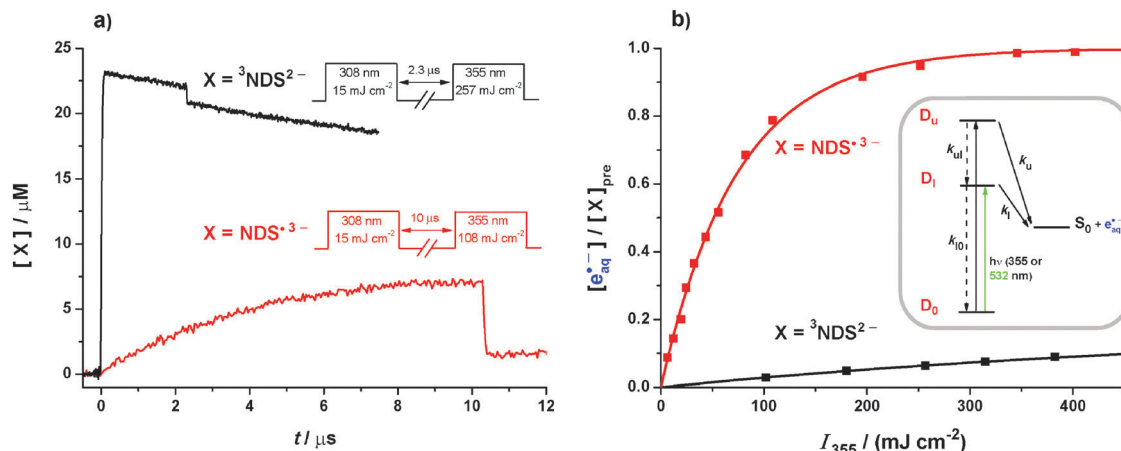 a)
[ X ] / μM
25
20
15
10
5
0
0
2
4
6
8
10
12
t / μs
X = ³NDS²⁻
308 nm
15 mJ cm⁻²
2.3 μs
355 nm
257 mJ cm⁻²
X = NDS•³⁻
308 nm
15 mJ cm⁻²
10 μs
355 nm
108 mJ cm⁻²
b)
[e•⁻aq] / [X]pre
1.0
0.8
0.6
0.4
0.2
0.0
0
100
200
300
400
I355 / (mJ cm⁻²)
X = NDS•³⁻
X = ³NDS²⁻
Du
kul
ku
Dl
kl
S0 + e•⁻aq
kl0
hν (355 or
532 nm)
D0